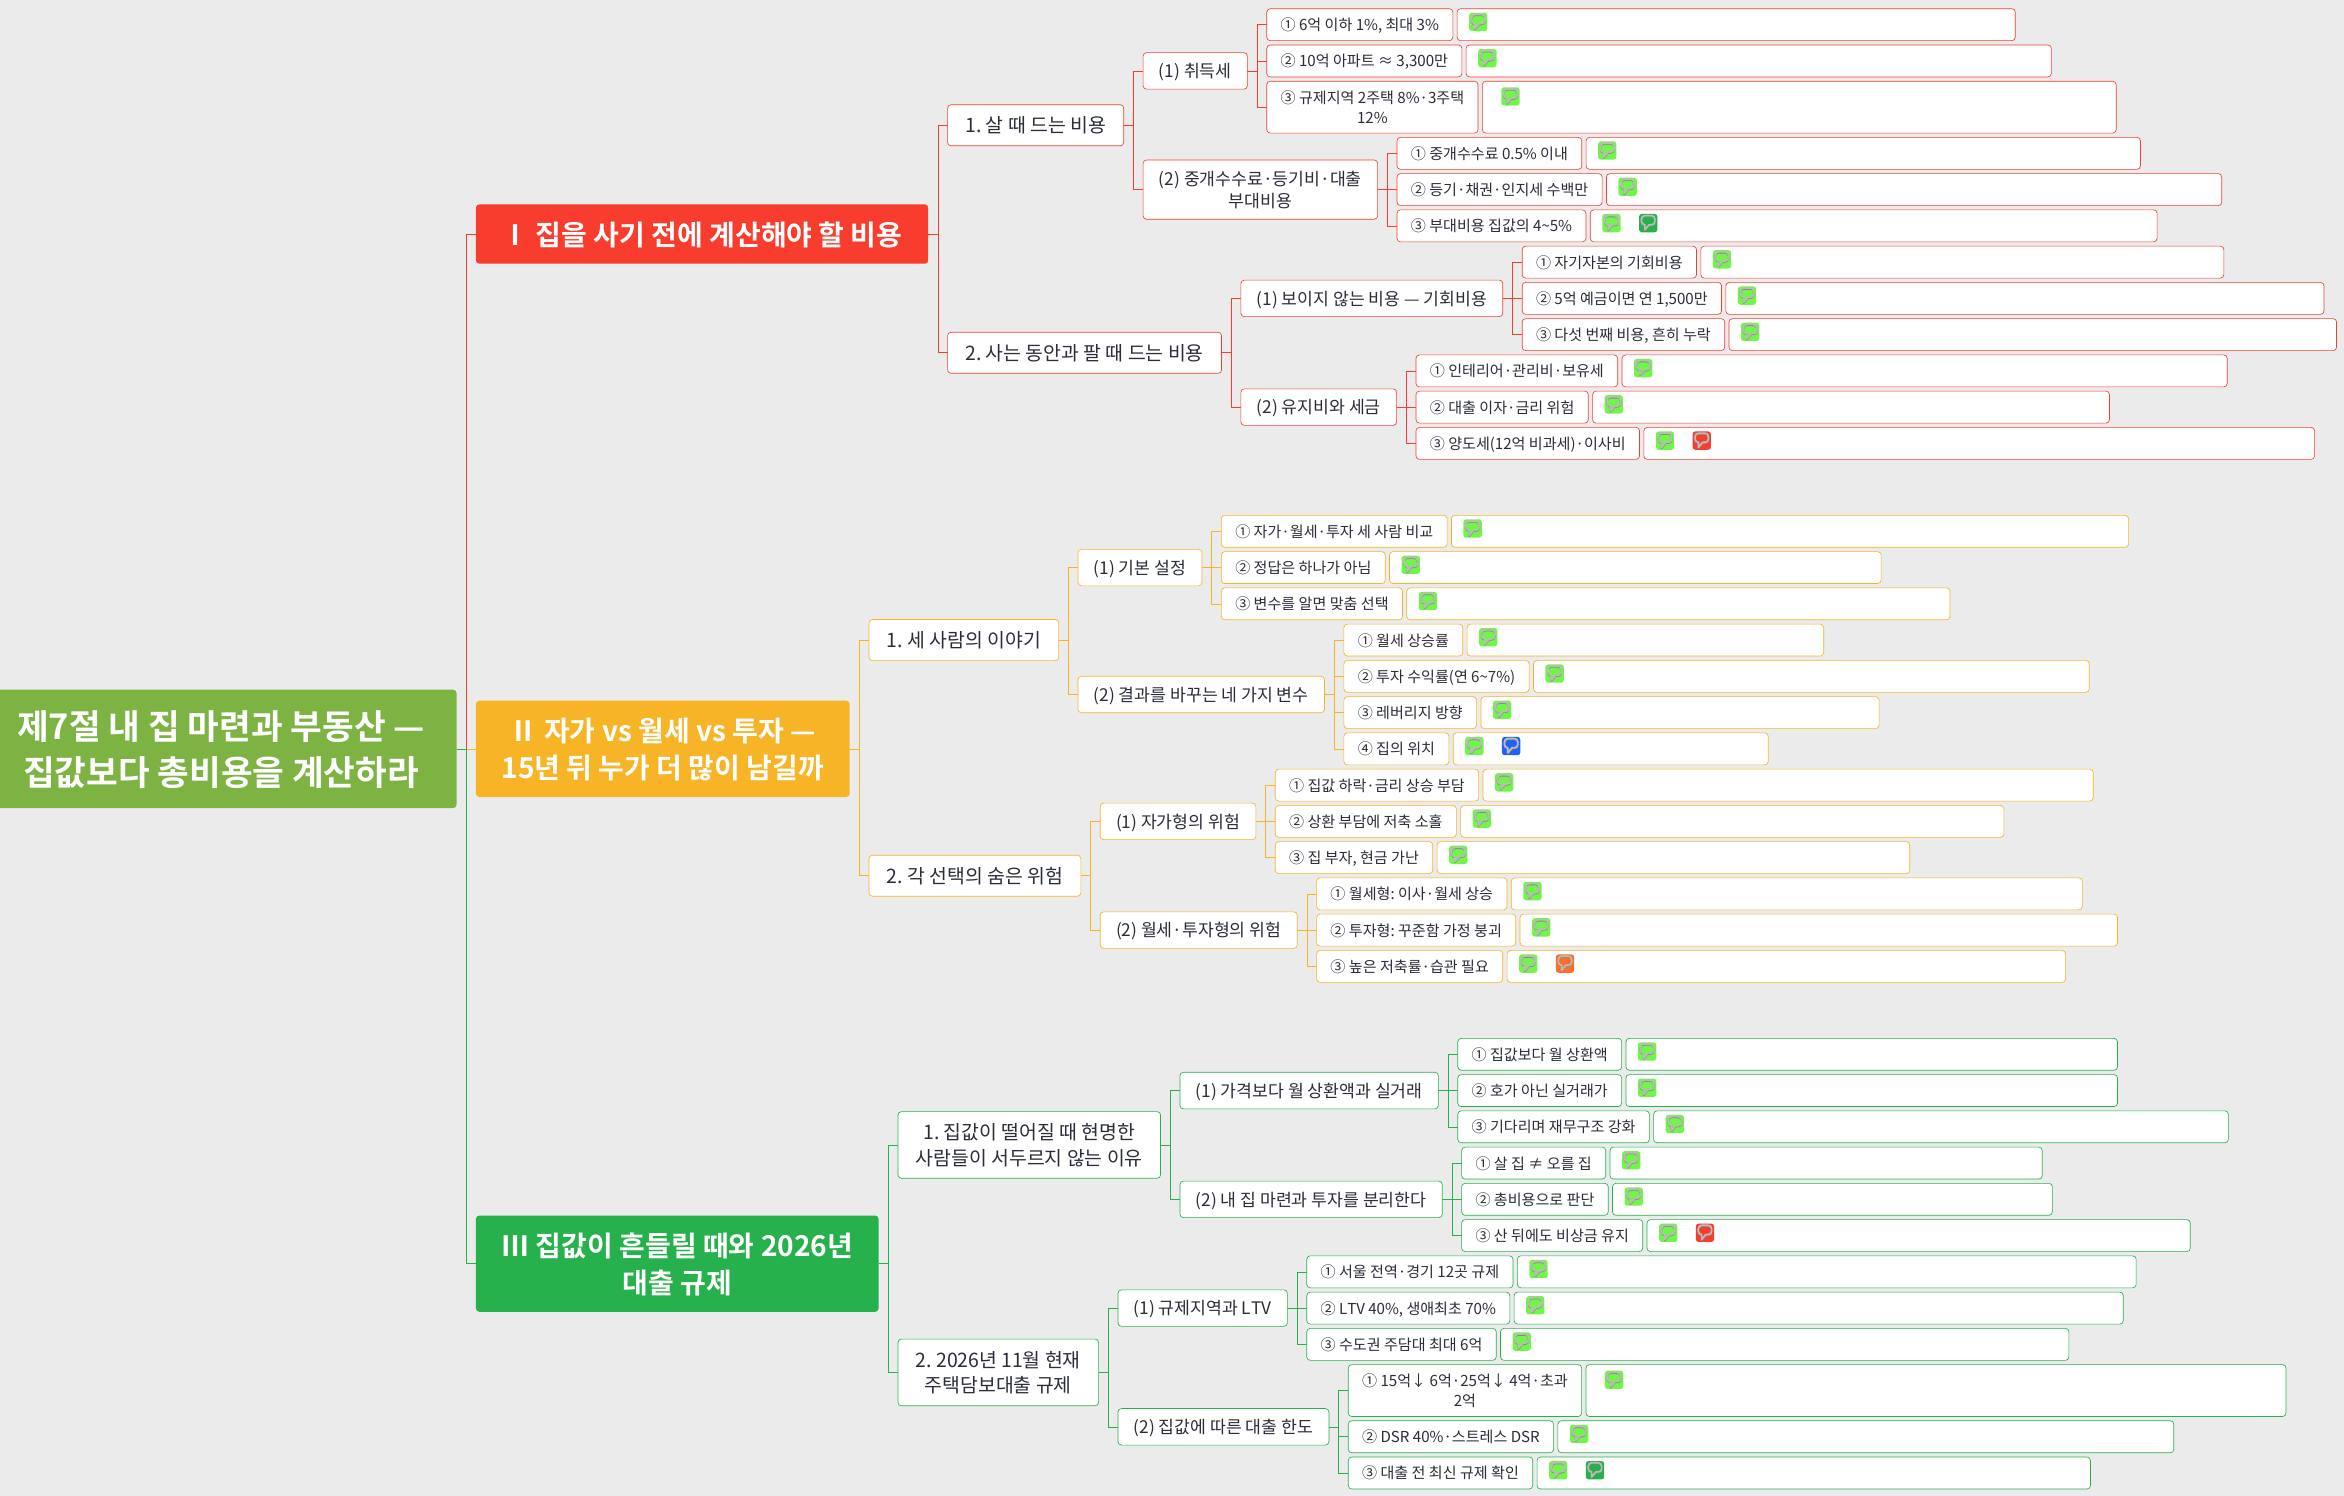 제7절 내 집 마련과 부동산 —
집값보다 총비용을 계산하라
Ⅰ 집을 사기 전에 계산해야 할 비용
1. 살 때 드는 비용
(1) 취득세
① 6억 이하 1%, 최대 3%
② 10억 아파트 ≈ 3,300만
③ 규제지역 2주택 8%·3주택
12%
(2) 중개수수료·등기비·대출
부대비용
① 중개수수료 0.5% 이내
② 등기·채권·인지세 수백만
③ 부대비용 집값의 4~5%
2. 사는 동안과 팔 때 드는 비용
(1) 보이지 않는 비용 — 기회비용
① 자기자본의 기회비용
② 5억 예금이면 연 1,500만
③ 다섯 번째 비용, 흔히 누락
(2) 유지비와 세금
① 인테리어·관리비·보유세
② 대출 이자·금리 위험
③ 양도세(12억 비과세)·이사비
II 자가 vs 월세 vs 투자 —
15년 뒤 누가 더 많이 남길까
1. 세 사람의 이야기
(1) 기본 설정
① 자가·월세·투자 세 사람 비교
② 정답은 하나가 아님
③ 변수를 알면 맞춤 선택
(2) 결과를 바꾸는 네 가지 변수
① 월세 상승률
② 투자 수익률(연 6~7%)
③ 레버리지 방향
④ 집의 위치
2. 각 선택의 숨은 위험
(1) 자가형의 위험
① 집값 하락·금리 상승 부담
② 상환 부담에 저축 소홀
③ 집 부자, 현금 가난
(2) 월세·투자형의 위험
① 월세형: 이사·월세 상승
② 투자형: 꾸준함 가정 붕괴
③ 높은 저축률·습관 필요
III 집값이 흔들릴 때와 2026년
대출 규제
1. 집값이 떨어질 때 현명한
사람들이 서두르지 않는 이유
(1) 가격보다 월 상환액과 실거래
① 집값보다 월 상환액
② 호가 아닌 실거래가
③ 기다리며 재무구조 강화
(2) 내 집 마련과 투자를 분리한다
① 살 집 ≠ 오를 집
② 총비용으로 판단
③ 산 뒤에도 비상금 유지
2. 2026년 11월 현재
주택담보대출 규제
(1) 규제지역과 LTV
① 서울 전역·경기 12곳 규제
② LTV 40%, 생애최초 70%
③ 수도권 주담대 최대 6억
(2) 집값에 따른 대출 한도
① 15억↓ 6억·25억↓ 4억·초과
2억
② DSR 40%·스트레스 DSR
③ 대출 전 최신 규제 확인